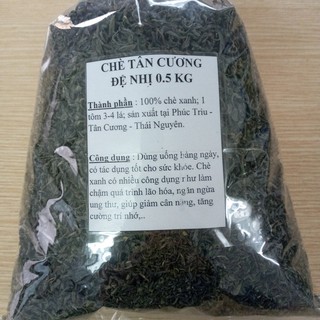 CHÈ TÂN CƯƠNG
ĐỆ NHỊ 0.5 KG
Thành phần : 100% chè xanh; 1
tôm 3-4 lá; sản xuất tại Phúc Trìu -
Tân Cương - Thái Nguyên.
Công dụng : Dùng uống hàng ngày,
có tác dụng tốt cho sức khỏe. Chè
xanh có nhiều công dụng như làm
chậm quá trình lão hóa, ngăn ngừa
ung thư, giúp giảm cân nặng, tăng
cường trí nhớ,..